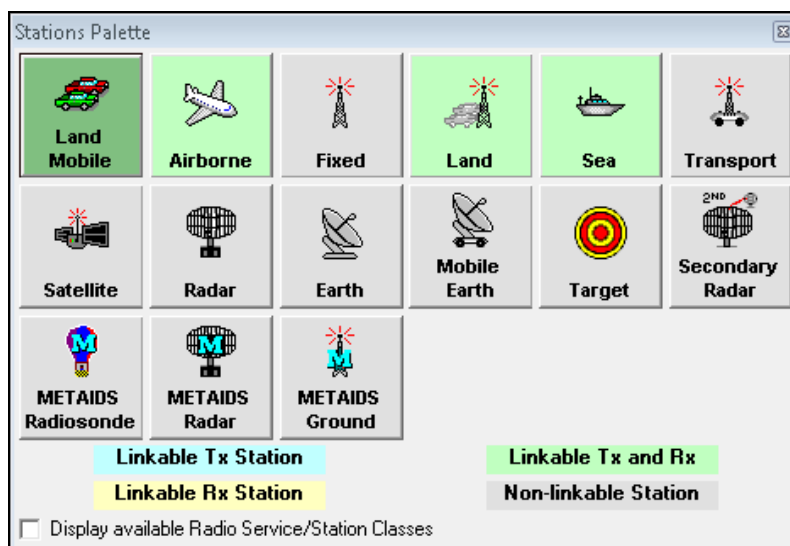 Stations Palette
Land
Mobile
Airborne
Fixed
Land
Sea
Transport
Satellite
Radar
Earth
Mobile
Earth
Target
2ND
Secondary
Radar
M
METAIDS
Radiosonde
M
METAIDS
Radar
M
METAIDS
Ground
Linkable Tx Station
Linkable Tx and Rx
Linkable Rx Station
Non-linkable Station
Display available Radio Service/Station Classes